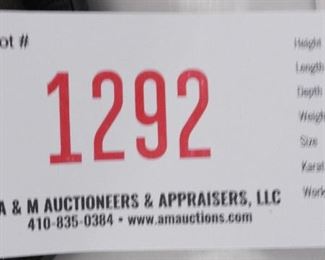 ot #
1292
A & M AUCTIONEERS & APPRAISERS, LLC
410-835-0384 • www.amauctions.com
Height
Length
Depth
Weigh
Size
Karat
Work